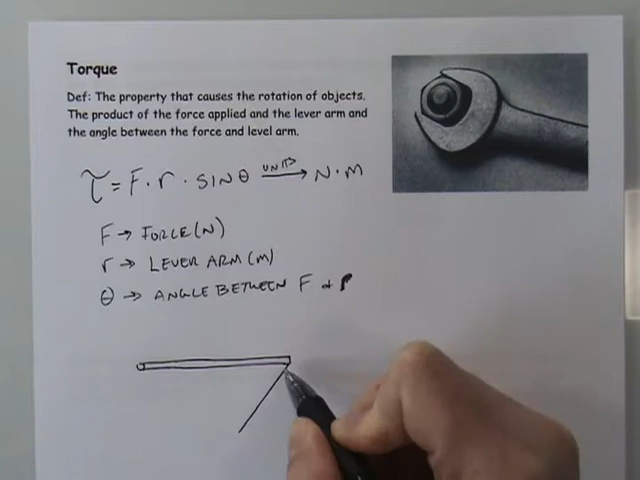 Torque
Def: The property that causes the rotation of objects.
The product of the force applied and the lever arm and
the angle between the force and level arm.
τ = F · r · SIN θ UNITS → N · M
F → FORCE (N)
r → LEVER ARM (M)
θ → ANGLE BETWEEN F + r